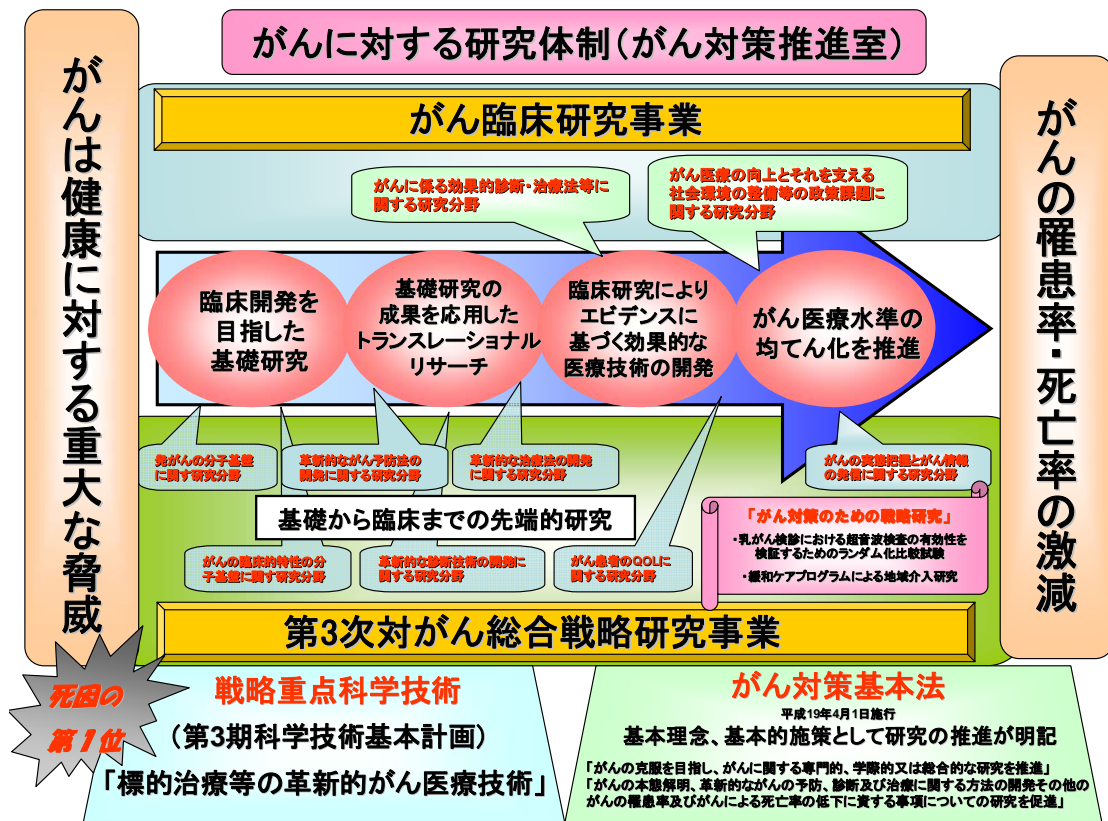 がんに対する研究体制(がん対策推進室)
がんは健康に対する重大な脅威
がん臨床研究事業
がんに係る効果的診断・治療法等に
関する研究分野
がん医療の向上とそれを支える
社会環境の整備等の政策課題に
関する研究分野
臨床開発を
目指した
基礎研究
基礎研究の
成果を応用した
トランスレーショナル
リサーチ
臨床研究により
エビデンスに
基づく効果的な
医療技術の開発
がん医療水準の
均てん化を推進
がんの罹患率・死亡率の激減
発がんの分子基盤
に関す研究分野
革新的ながん予防法の
開発に関する研究分野
革新的な治療法の開発
に関する研究分野
がんの実態把握とがん情報
の発信に関する研究分野
基礎から臨床までの先端的研究
がんの臨床的特性の分
子基盤に関す研究分野
革新的な診断技術の開発に
関する研究分野
がん患者のQOLに
関する研究分野
「がん対策のための戦略研究」
・乳がん検診における超音波検査の有効性を
検証するためのランダム化比較試験
・緩和ケアプログラムによる地域介入研究
第3次対がん総合戦略研究事業
死因の
第1位
戦略重点科学技術
(第3期科学技術基本計画)
「標的治療等の革新的がん医療技術」
がん対策基本法
平成19年4月1日施行
基本理念、基本的施策として研究の推進が明記
「がんの克服を目指し、がんに関する専門的、学際的又は総合的な研究を推進」
「がんの本態解明、革新的ながんの予防、診断及び治療に関する方法の開発その他の
がんの罹患率及びがんによる死亡率の低下に資する事項についての研究を促進」